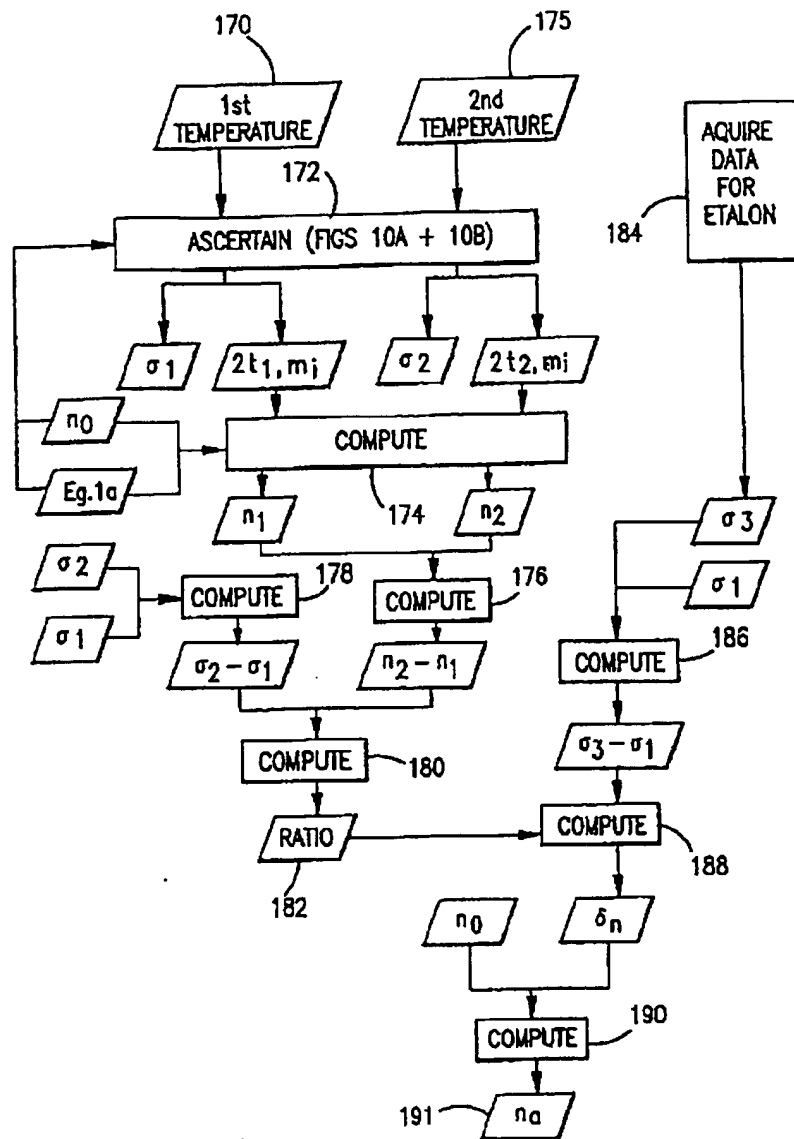 170
175
1st
TEMPERATURE
2nd
TEMPERATURE
AQUIRE
DATA
FOR
ETALON
172
184
ASCERTAIN (FIGS 10A + 10B)
σ1
2t1, mi
σ2
2t2, mi
n0
COMPUTE
Eg.1a
174
n1
n2
σ3
σ2
178
176
σ1
COMPUTE
COMPUTE
σ1
186
COMPUTE
σ2 – σ1
n2 – n1
σ3 – σ1
COMPUTE
180
RATIO
COMPUTE
182
188
n0
δn
COMPUTE
190
191
na